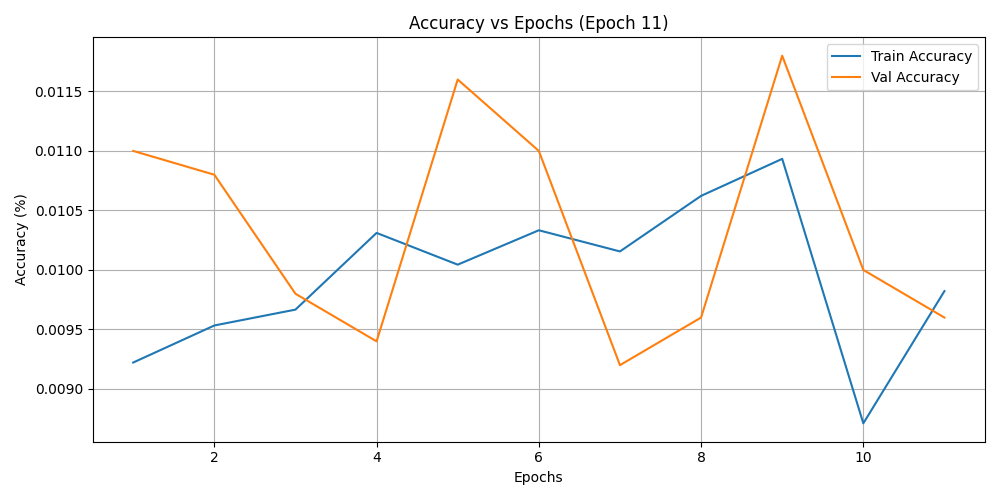 Accuracy vs Epochs (Epoch 11)
Train Accuracy
Val Accuracy
Accuracy (%)
0.0115
0.0110
0.0105
0.0100
0.0095
0.0090
2 4 6 8 10
Epochs